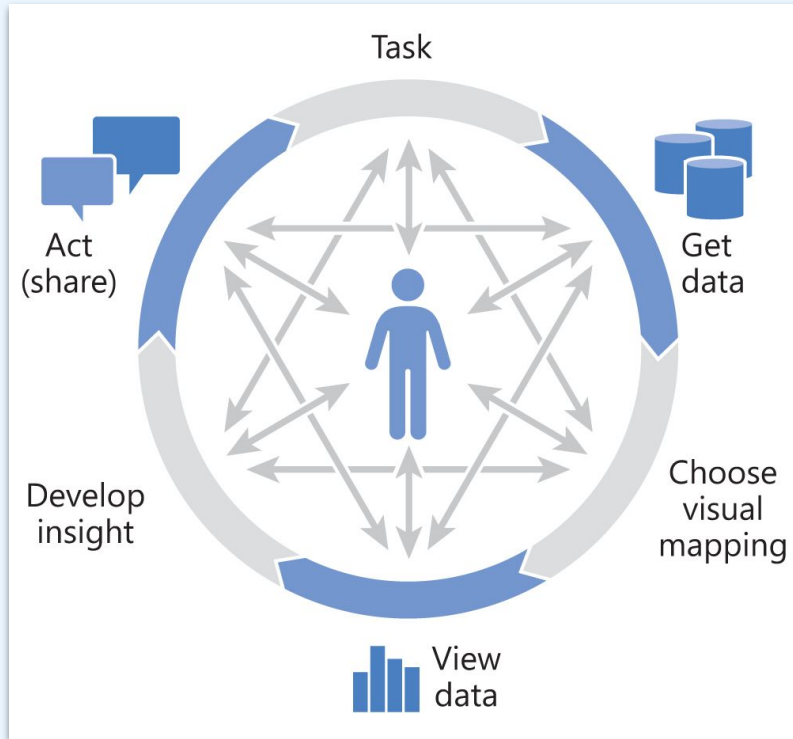 Task
Get
data
Choose
visual
mapping
View
data
Develop
insight
Act
(share)